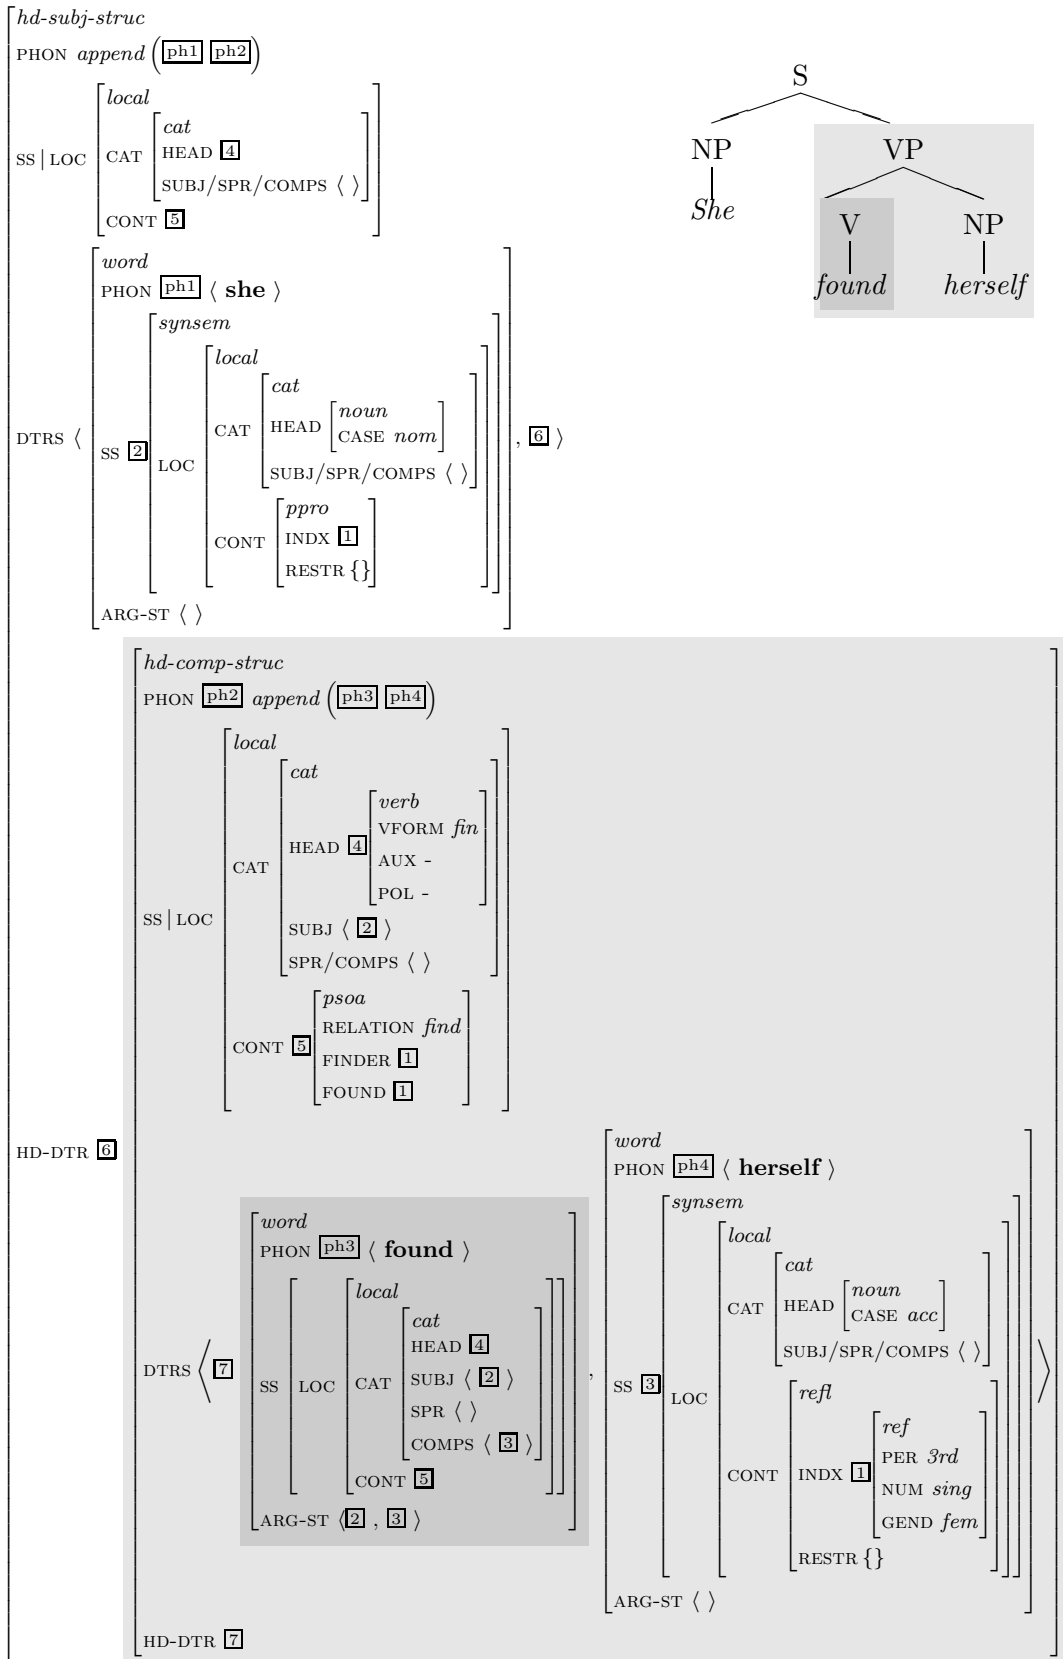 hd-subj-struc
PHON append ( ph1 ph2 )
SS | LOC
local
CAT
cat
HEAD 4
SUBJ/SPR/COMPS ⟨ ⟩
CONT 5
S
NP VP
She
V NP
found herself
DTRS ⟨
word
PHON ph1 ⟨ she ⟩
SS 2
synsem
LOC
local
CAT
cat
HEAD
noun
CASE nom
SUBJ/SPR/COMPS ⟨ ⟩
CONT
ppro
INDX 1
RESTR {}
ARG-ST ⟨ ⟩
, 6 ⟩
HD-DTR 6
hd-comp-struc
PHON ph2 append ( ph3 ph4 )
SS | LOC
local
CAT
cat
HEAD 4
verb
VFORM fin
AUX -
POL -
SUBJ ⟨ 2 ⟩
SPR/COMPS ⟨ ⟩
CONT 5
psoa
RELATION find
FINDER 1
FOUND 1
DTRS ⟨ 7
word
PHON ph3 ⟨ found ⟩
SS
LOC
local
CAT
cat
HEAD 4
SUBJ ⟨ 2 ⟩
SPR ⟨ ⟩
COMPS ⟨ 3 ⟩
CONT 5
ARG-ST ⟨ 2 , 3 ⟩
,
word
PHON ph4 ⟨ herself ⟩
SS 3
synsem
LOC
local
CAT
cat
HEAD
noun
CASE acc
SUBJ/SPR/COMPS ⟨ ⟩
CONT
refl
INDX 1
ref
PER 3rd
NUM sing
GEND fem
RESTR {}
ARG-ST ⟨ ⟩
⟩
HD-DTR 7